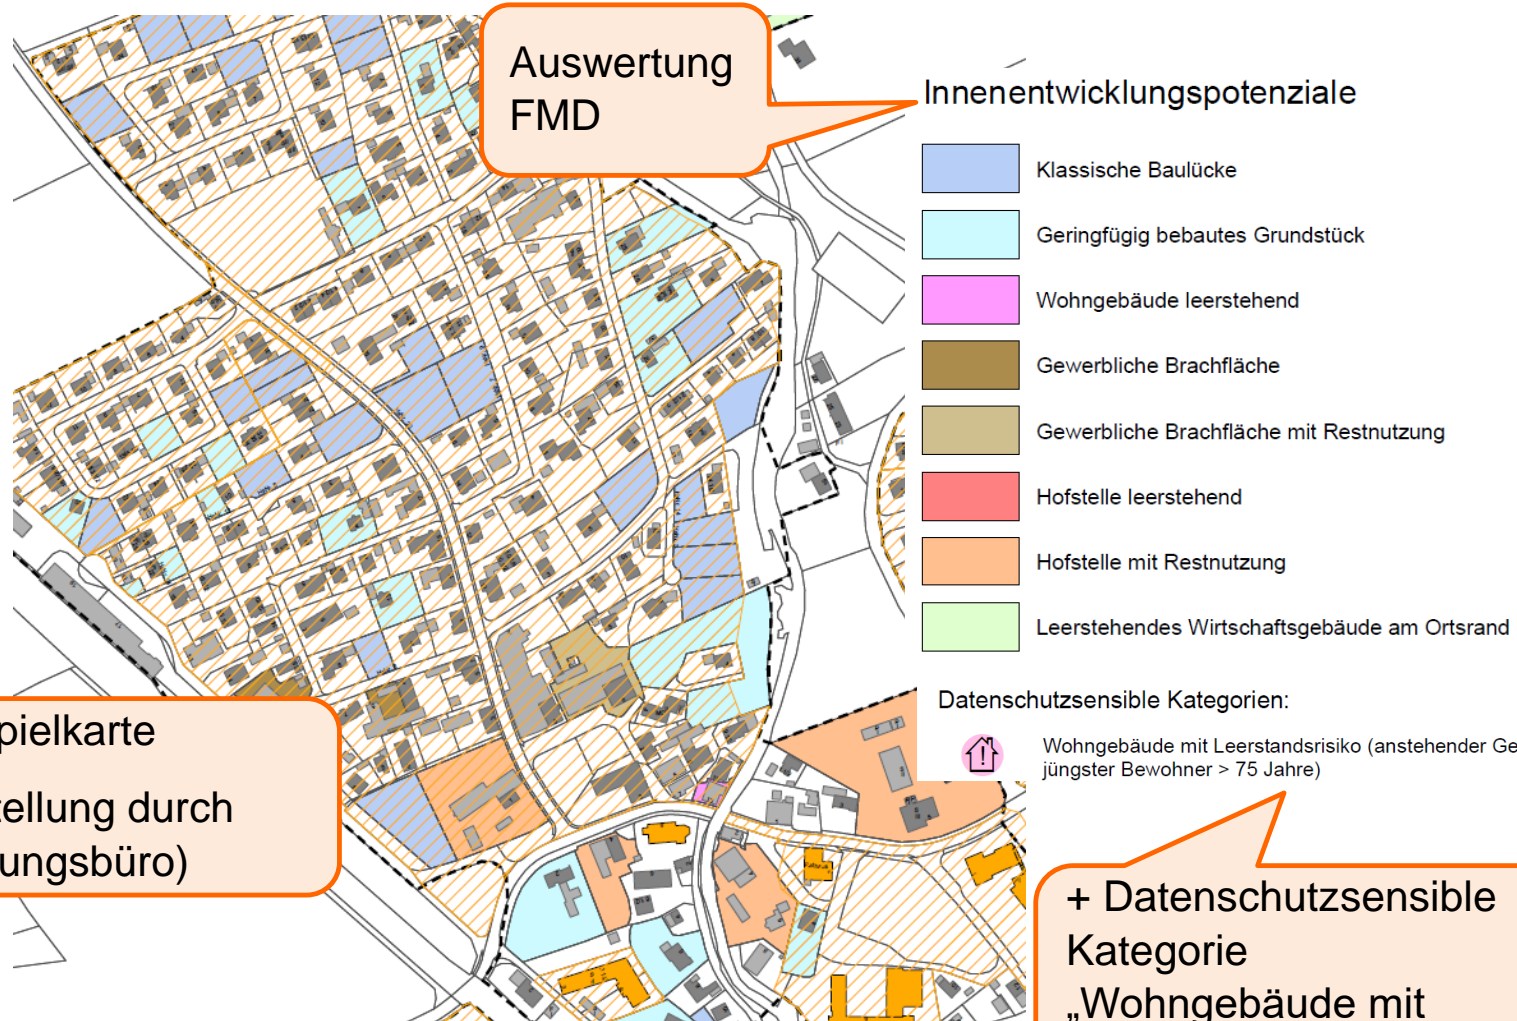 Auswertung
FMD
Innenentwicklungspotenziale
Klassische Baulücke
Geringfügig bebautes Grundstück
Wohngebäude leerstehend
Gewerbliche Brachfläche
Gewerbliche Brachfläche mit Restnutzung
Hofstelle leerstehend
Hofstelle mit Restnutzung
Leerstehendes Wirtschaftsgebäude am Ortsrand
Datenschutzsensible Kategorien:
Wohngebäude mit Leerstandsrisiko (anstehender Ge
jüngster Bewohner > 75 Jahre)
pielkarte
tellung durch
ungsbüro)
+ Datenschutzsensible
Kategorie
„Wohngebäude mit